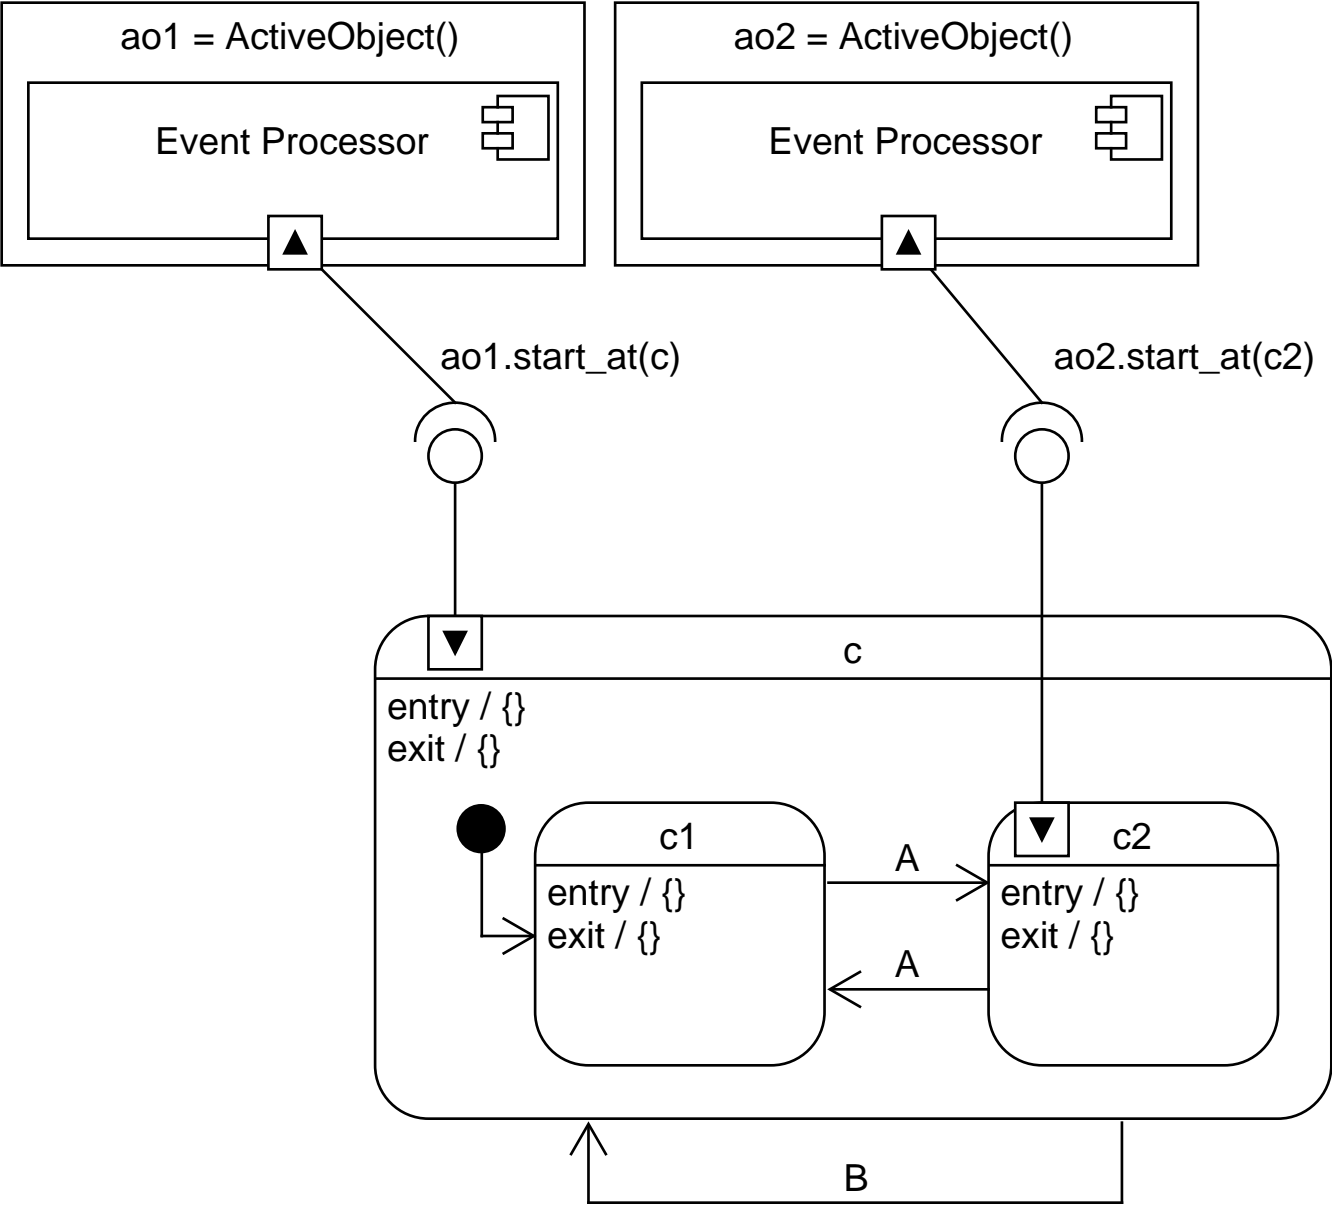 ao1 = ActiveObject()
ao2 = ActiveObject()
Event Processor
Event Processor
ao1.start_at(c)
ao2.start_at(c2)
c
entry / {}
exit / {}
c1
entry / {}
exit / {}
A
A
c2
entry / {}
exit / {}
B